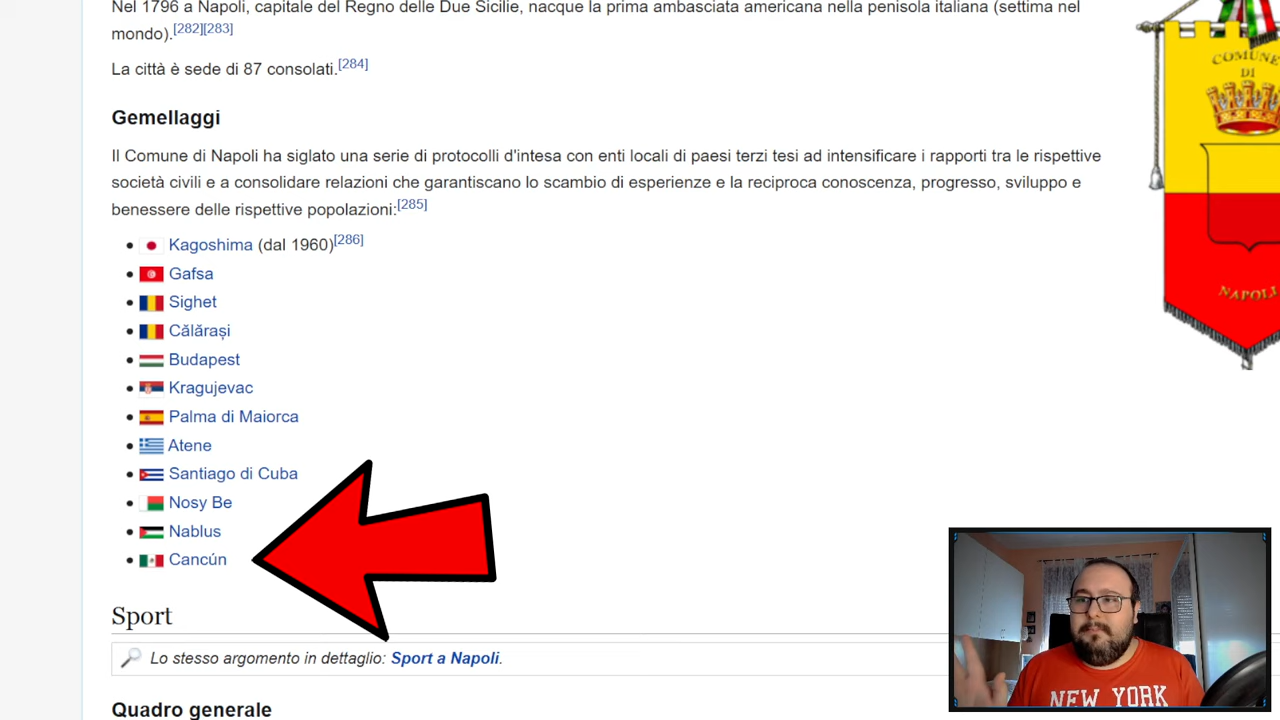 Nel 1796 a Napoli, capitale del Regno delle Due Sicilie, nacque la prima ambasciata americana nella penisola italiana (settima nel
mondo).[282][283]
La città è sede di 87 consolati.[284]
Gemellaggi
Il Comune di Napoli ha siglato una serie di protocolli d'intesa con enti locali di paesi terzi tesi ad intensificare i rapporti tra le rispettive
società civili e a consolidare relazioni che garantiscano lo scambio di esperienze e la reciproca conoscenza, progresso, sviluppo e
benessere delle rispettive popolazioni:[285]
Kagoshima (dal 1960)[286]
Gafsa
Sighet
Călărași
Budapest
Kragujevac
Palma di Maiorca
Atene
Santiago di Cuba
Nosy Be
Nablus
Cancún
Sport
Lo stesso argomento in dettaglio: Sport a Napoli.
Quadro generale
COMUNE
DI
NAPOLI
NEW YORK